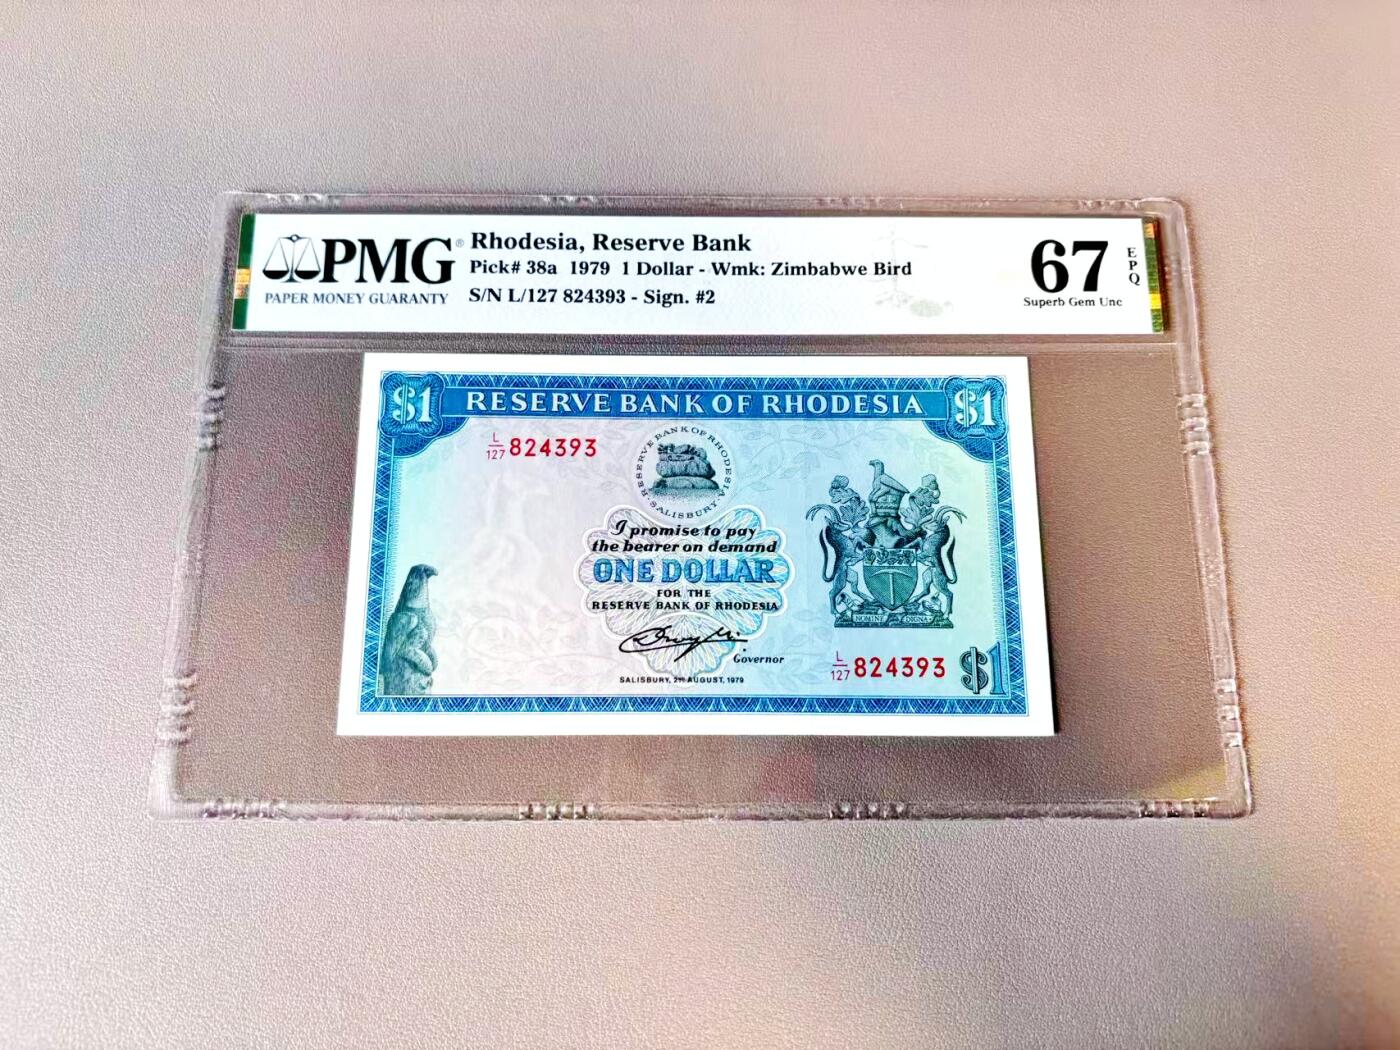 PMG®
PAPER MONEY GUARANTY
Rhodesia, Reserve Bank
Pick# 38a 1979 1 Dollar - Wmk: Zimbabwe Bird
S/N L/127 824393 - Sign. #2
67
EPQ
Superb Gem Unc
$1 RESERVE BANK OF RHODESIA $1
L/127 824393
RESERVE BANK OF RHODESIA · SALISBURY ·
I promise to pay
the bearer on demand
ONE DOLLAR
FOR THE
RESERVE BANK OF RHODESIA
Governor
SALISBURY, 2ND AUGUST, 1979
NOMINE DIGNA
L/127 824393
$1